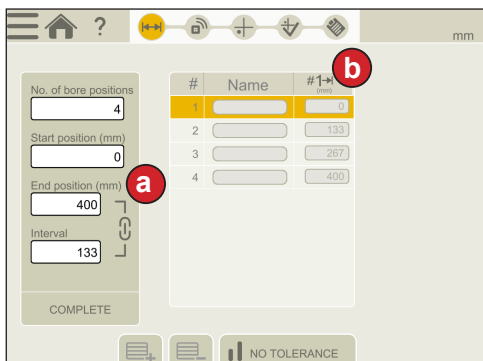 ?
mm
No. of bore positions
4
Start position (mm)
0
End position (mm)
400
Interval
133
COMPLETE
a
# Name #1
(mm)
b
1 0
2 133
3 267
4 400
NO TOLERANCE